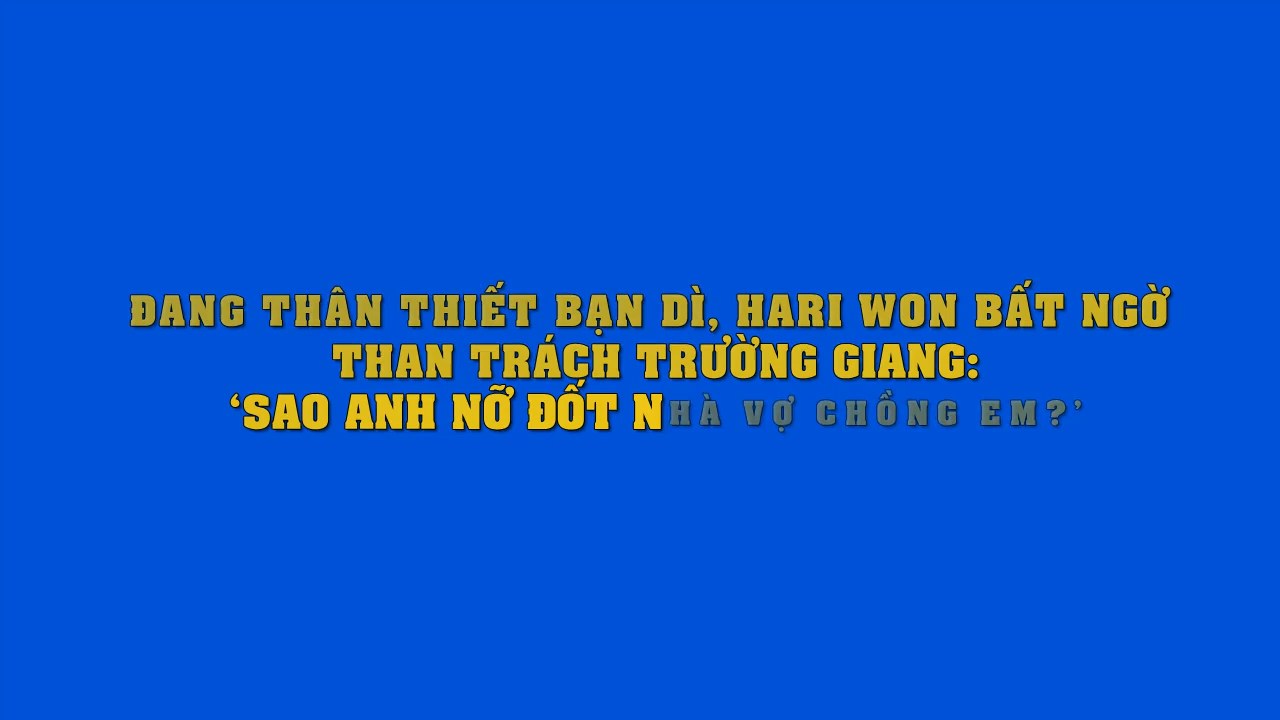 ĐANG THÂN THIẾT BẠN DÌ, HARI WON BẤT NGỜ
THAN TRÁCH TRƯỜNG GIANG:
‘SAO ANH NỠ ĐỐT NHÀ VỢ CHỒNG EM?’